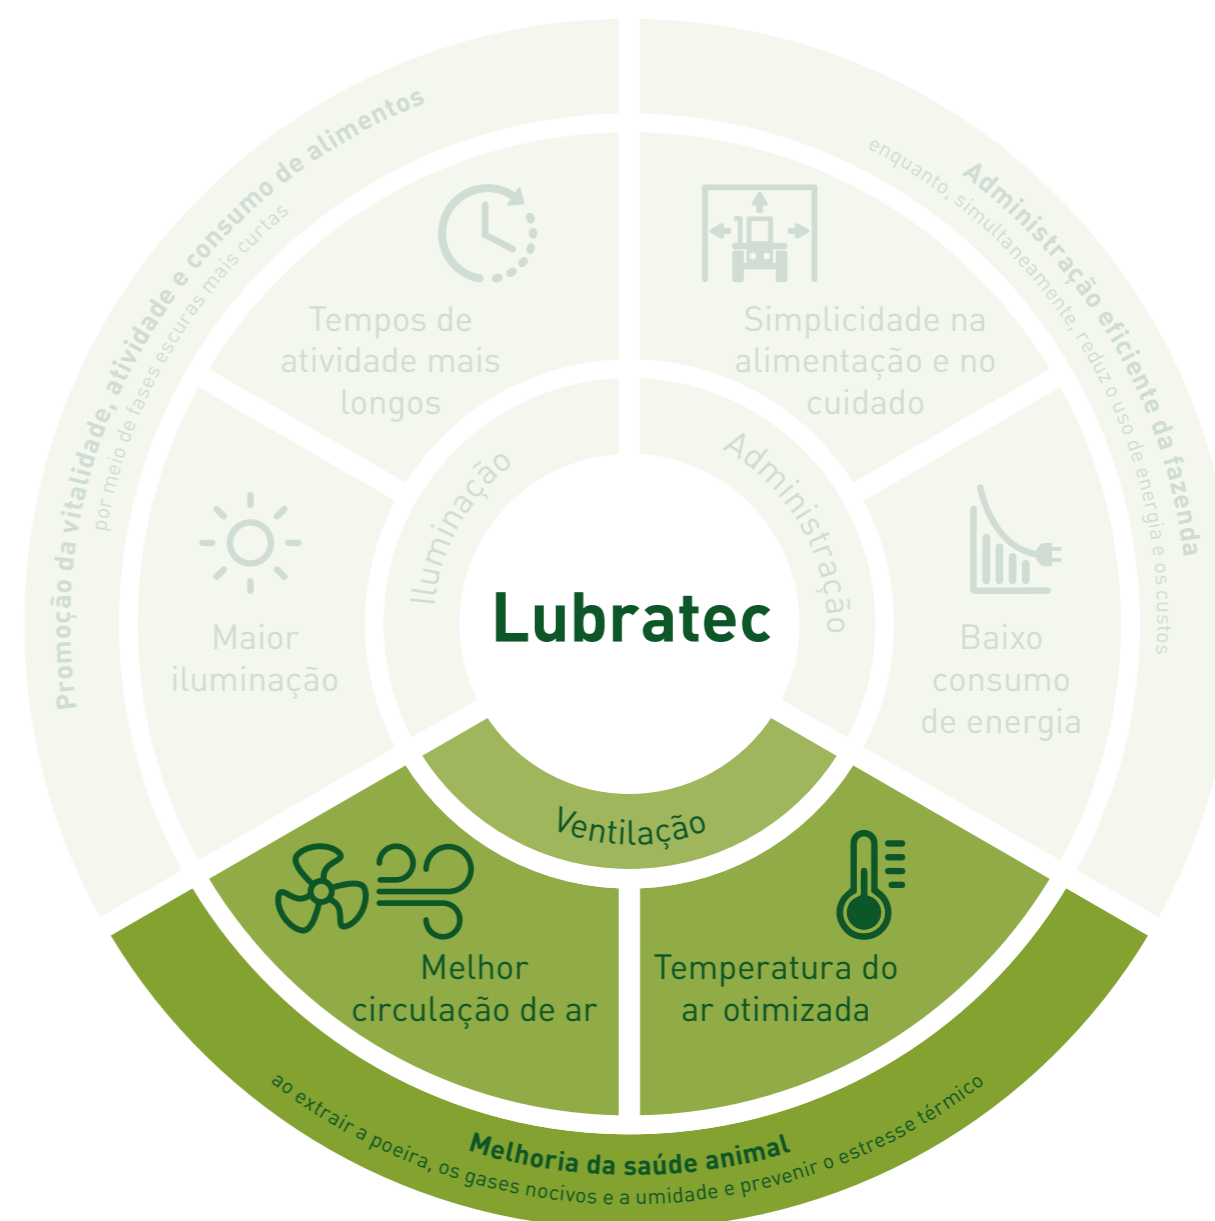 Promoção da vitalidade, atividade e consumo de alimentos
por meio de fases escuras mais curtas
Administração eficiente da fazenda
enquanto, simultaneamente, reduz o uso de energia e os custos
Tempos de
atividade mais
longos
Simplicidade na
alimentação e no
cuidado
Iluminação
Administração
Maior
iluminação
Lubratec
Baixo
consumo
de energia
Ventilação
Melhor
circulação de ar
Temperatura do
ar otimizada
Melhoria da saúde animal
ao extrair a poeira, os gases nocivos e a umidade e prevenir o estresse térmico